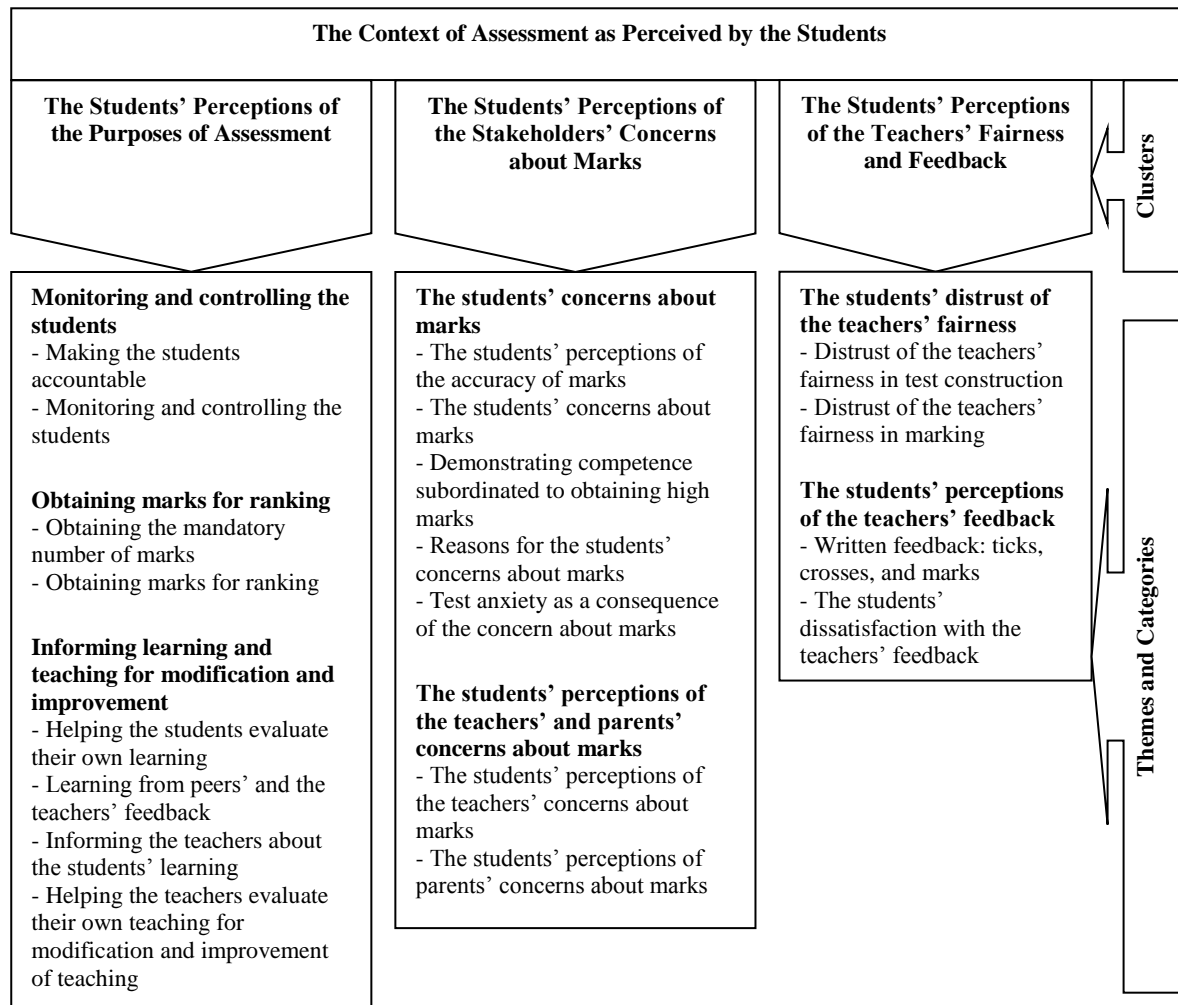 The Context of Assessment as Perceived by the Students
The Students’ Perceptions of
the Purposes of Assessment
The Students’ Perceptions of
the Stakeholders’ Concerns
about Marks
The Students’ Perceptions
of the Teachers’ Fairness
and Feedback
Clusters
Monitoring and controlling the
students
- Making the students
accountable
- Monitoring and controlling the
students
Obtaining marks for ranking
- Obtaining the mandatory
number of marks
- Obtaining marks for ranking
Informing learning and
teaching for modification and
improvement
- Helping the students evaluate
their own learning
- Learning from peers’ and the
teachers’ feedback
- Informing the teachers about
the students’ learning
- Helping the teachers evaluate
their own teaching for
modification and improvement
of teaching
The students’ concerns about
marks
- The students’ perceptions of
the accuracy of marks
- The students’ concerns about
marks
- Demonstrating competence
subordinated to obtaining high
marks
- Reasons for the students’
concerns about marks
- Test anxiety as a consequence
of the concern about marks
The students’ perceptions of
the teachers’ and parents’
concerns about marks
- The students’ perceptions of
the teachers’ concerns about
marks
- The students’ perceptions of
parents’ concerns about marks
The students’ distrust of
the teachers’ fairness
- Distrust of the teachers’
fairness in test construction
- Distrust of the teachers’
fairness in marking
The students’ perceptions
of the teachers’ feedback
- Written feedback: ticks,
crosses, and marks
- The students’
dissatisfaction with the
teachers’ feedback
Themes and Categories